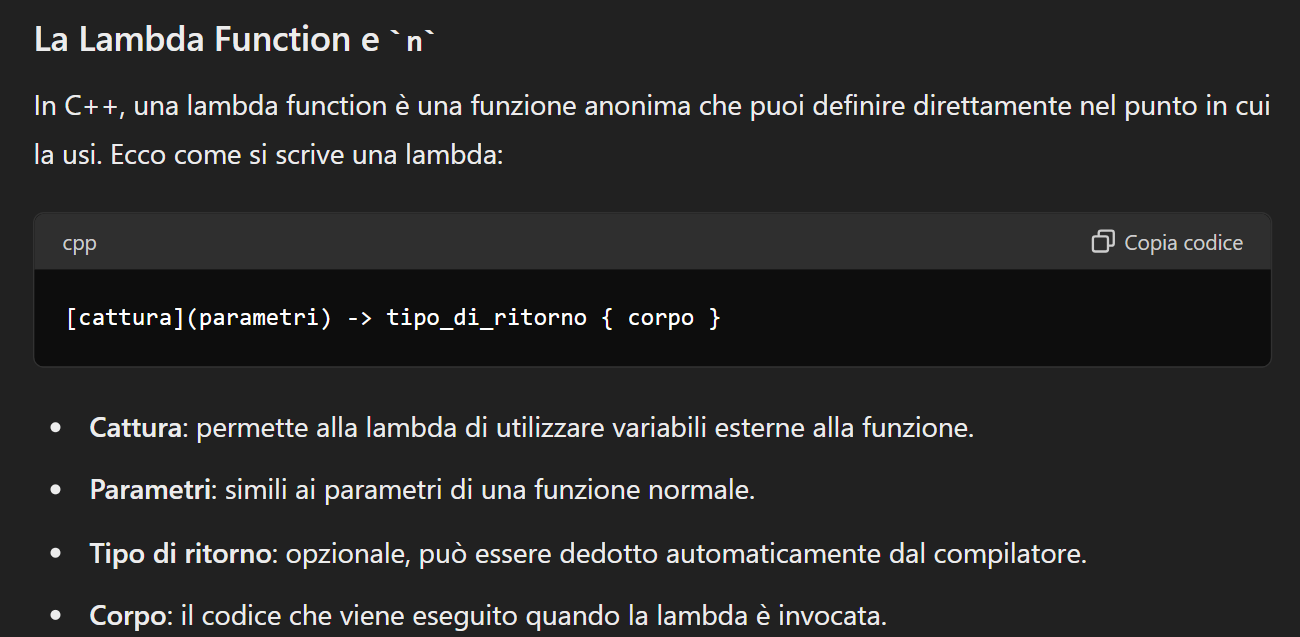 La Lambda Function e `n`
In C++, una lambda function è una funzione anonima che puoi definire direttamente nel punto in cui
la usi. Ecco come si scrive una lambda:
cpp
Copia codice
[cattura](parametri) -> tipo_di_ritorno { corpo }
• Cattura: permette alla lambda di utilizzare variabili esterne alla funzione.
• Parametri: simili ai parametri di una funzione normale.
• Tipo di ritorno: opzionale, può essere dedotto automaticamente dal compilatore.
• Corpo: il codice che viene eseguito quando la lambda è invocata.